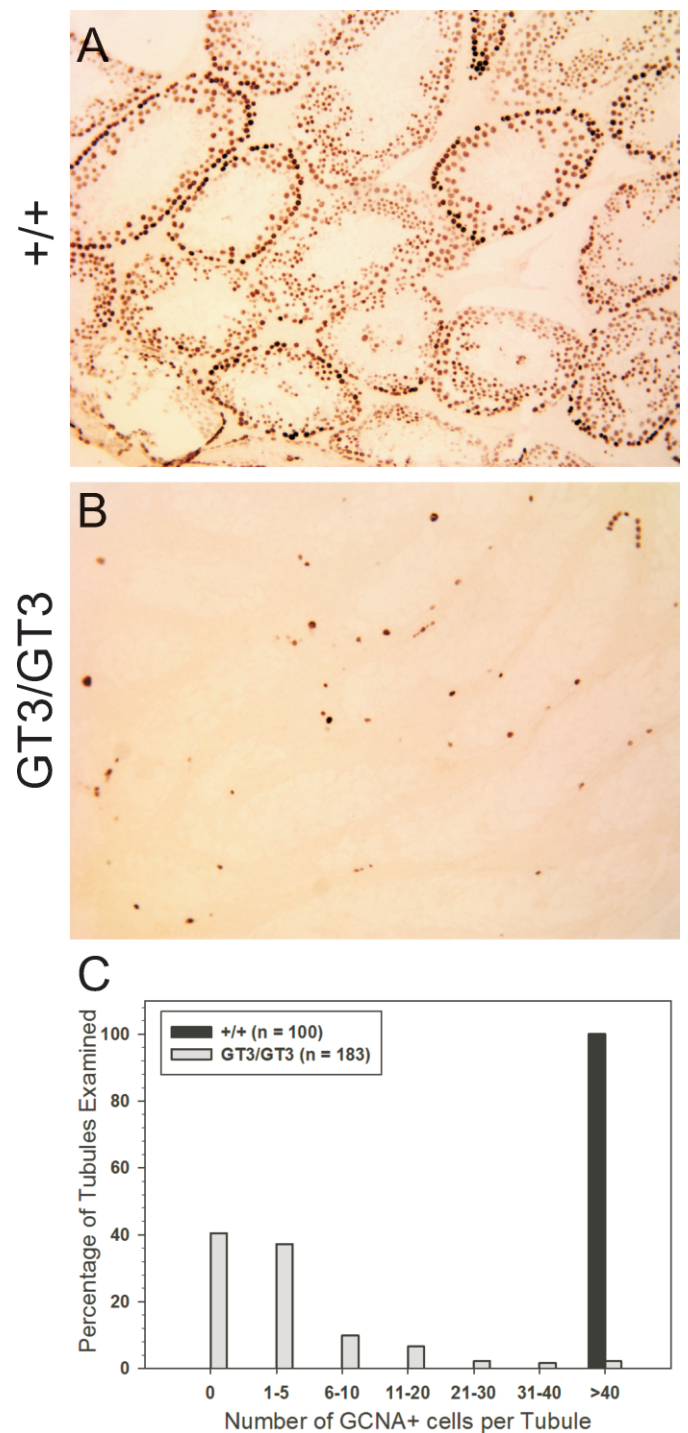 A
+/+
B
GT3/GT3
C
Percentage of Tubules Examined
100
80
60
40
20
0
+/+ (n = 100)
GT3/GT3 (n = 183)
0 1-5 6-10 11-20 21-30 31-40 >40
Number of GCNA+ cells per Tubule